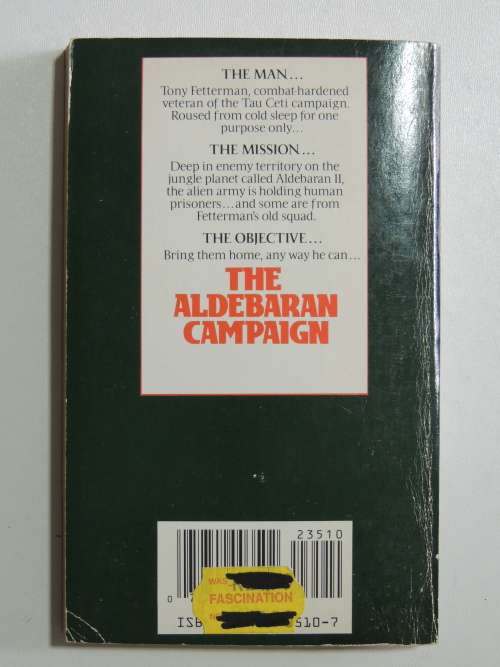 THE MAN...
Tony Fetterman, combat-hardened
veteran of the Tau Ceti campaign.
Roused from cold sleep for one
purpose only...
THE MISSION...
Deep in enemy territory on the
jungle planet called Aldebaran II,
the alien army is holding human
prisoners...and some are from
Fetterman's old squad.
THE OBJECTIVE...
Bring them home, any way he can...
THE
ALDEBARAN
CAMPAIGN
23510
WAS
FASCINATION
0
ISB 510-7